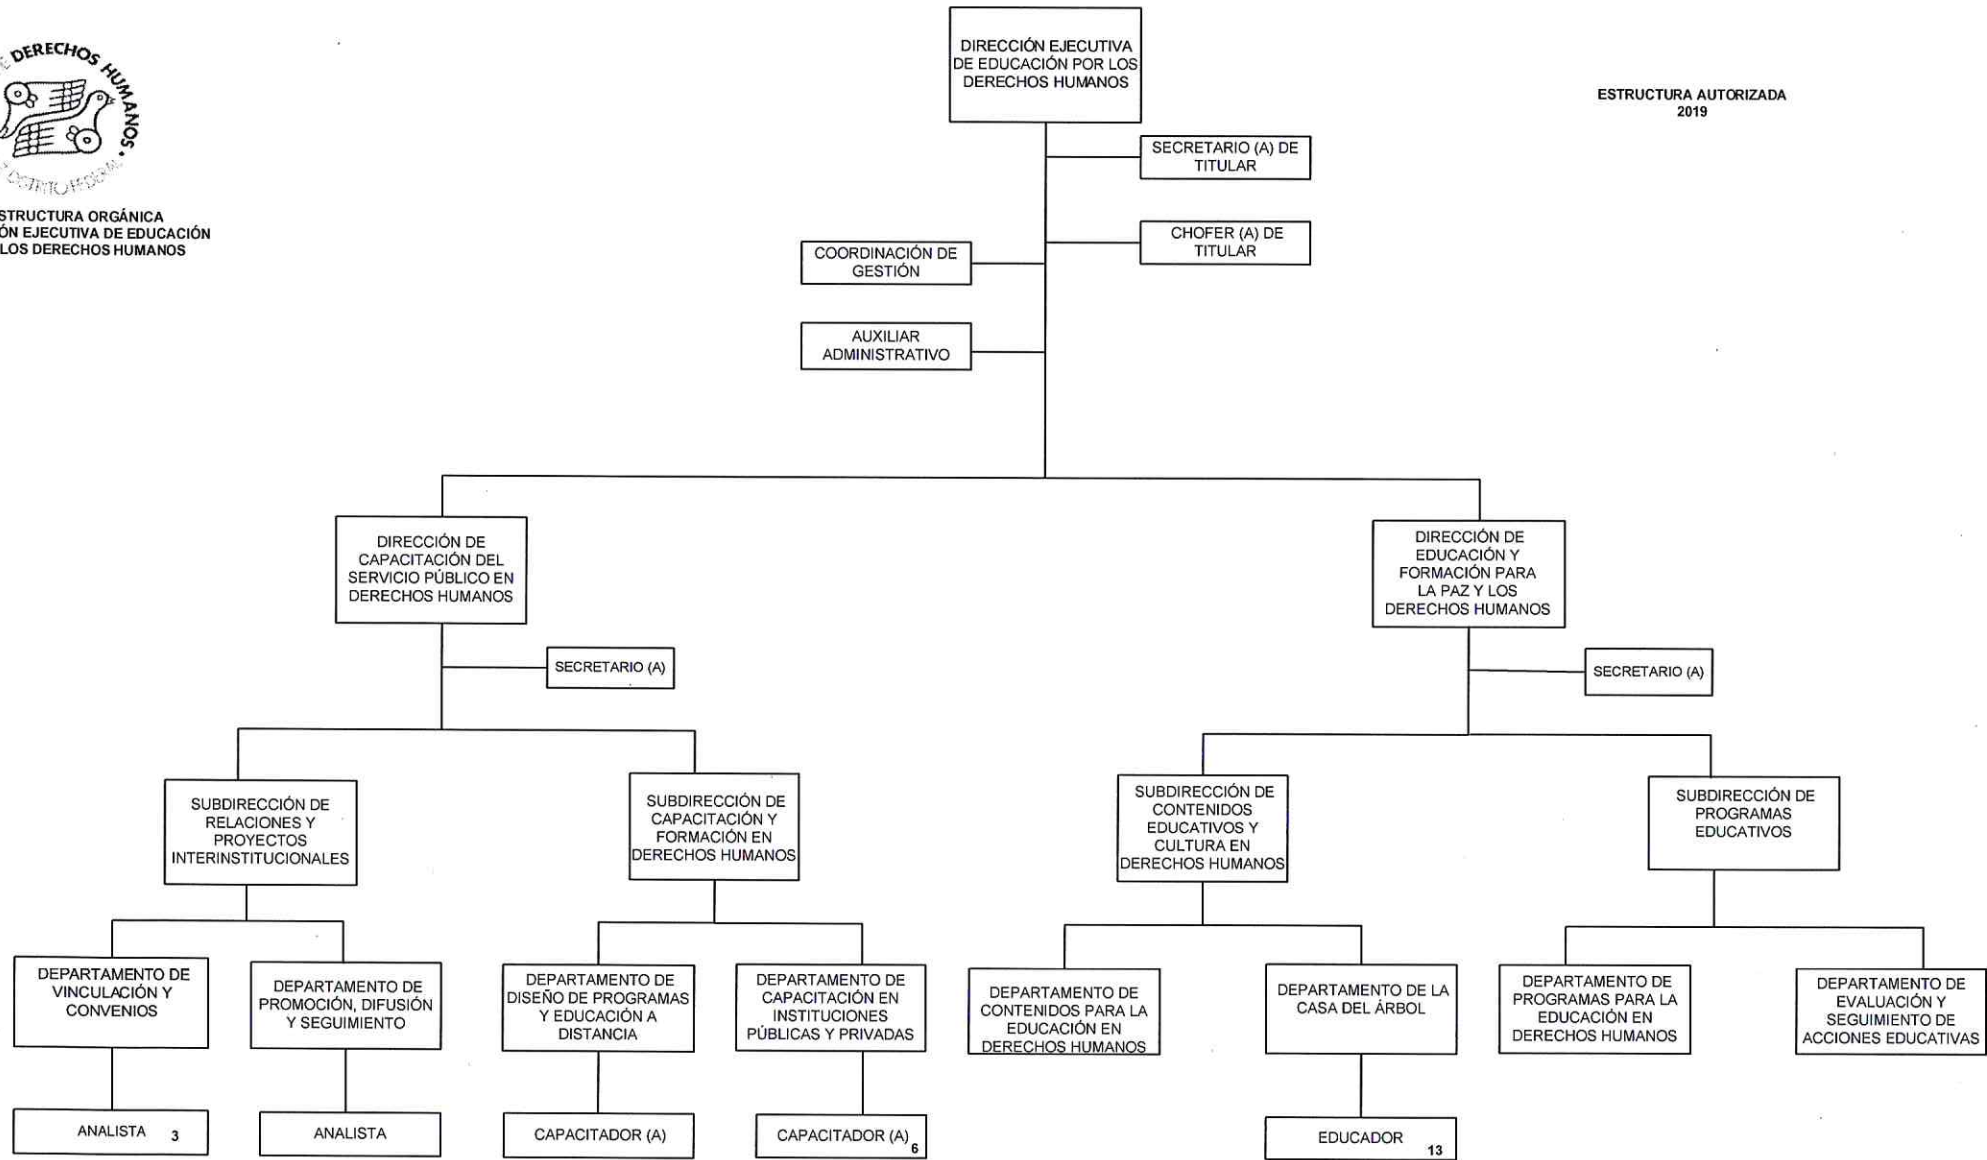 DIRECCIÓN EJECUTIVA
DE EDUCACIÓN POR LOS
DERECHOS HUMANOS
DERECHOS HUMANOS
DISTRITO FEDERAL
ESTRUCTURA AUTORIZADA
2019
STRUCTURA ORGÁNICA
ÓN EJECUTIVA DE EDUCACIÓN
LOS DERECHOS HUMANOS
SECRETARIO (A) DE
TITULAR
CHOFER (A) DE
TITULAR
COORDINACIÓN DE
GESTIÓN
AUXILIAR
ADMINISTRATIVO
DIRECCIÓN DE
CAPACITACIÓN DEL
SERVICIO PÚBLICO EN
DERECHOS HUMANOS
DIRECCIÓN DE
EDUCACIÓN Y
FORMACIÓN PARA
LA PAZ Y LOS
DERECHOS HUMANOS
SECRETARIO (A)
SECRETARIO (A)
SUBDIRECCIÓN DE
RELACIONES Y
PROYECTOS
INTERINSTITUCIONALES
SUBDIRECCIÓN DE
CAPACITACIÓN Y
FORMACIÓN EN
DERECHOS HUMANOS
SUBDIRECCIÓN DE
CONTENIDOS
EDUCATIVOS Y
CULTURA EN
DERECHOS HUMANOS
SUBDIRECCIÓN DE
PROGRAMAS
EDUCATIVOS
DEPARTAMENTO DE
VINCULACIÓN Y
CONVENIOS
DEPARTAMENTO DE
PROMOCIÓN, DIFUSIÓN
Y SEGUIMIENTO
DEPARTAMENTO DE
DISEÑO DE PROGRAMAS
Y EDUCACIÓN A
DISTANCIA
DEPARTAMENTO DE
CAPACITACIÓN EN
INSTITUCIONES
PÚBLICAS Y PRIVADAS
DEPARTAMENTO DE
CONTENIDOS PARA LA
EDUCACIÓN EN
DERECHOS HUMANOS
DEPARTAMENTO DE LA
CASA DEL ÁRBOL
DEPARTAMENTO DE
PROGRAMAS PARA LA
EDUCACIÓN EN
DERECHOS HUMANOS
DEPARTAMENTO DE
EVALUACIÓN Y
SEGUIMIENTO DE
ACCIONES EDUCATIVAS
ANALISTA 3
ANALISTA
CAPACITADOR (A)
CAPACITADOR (A) 6
EDUCADOR 13